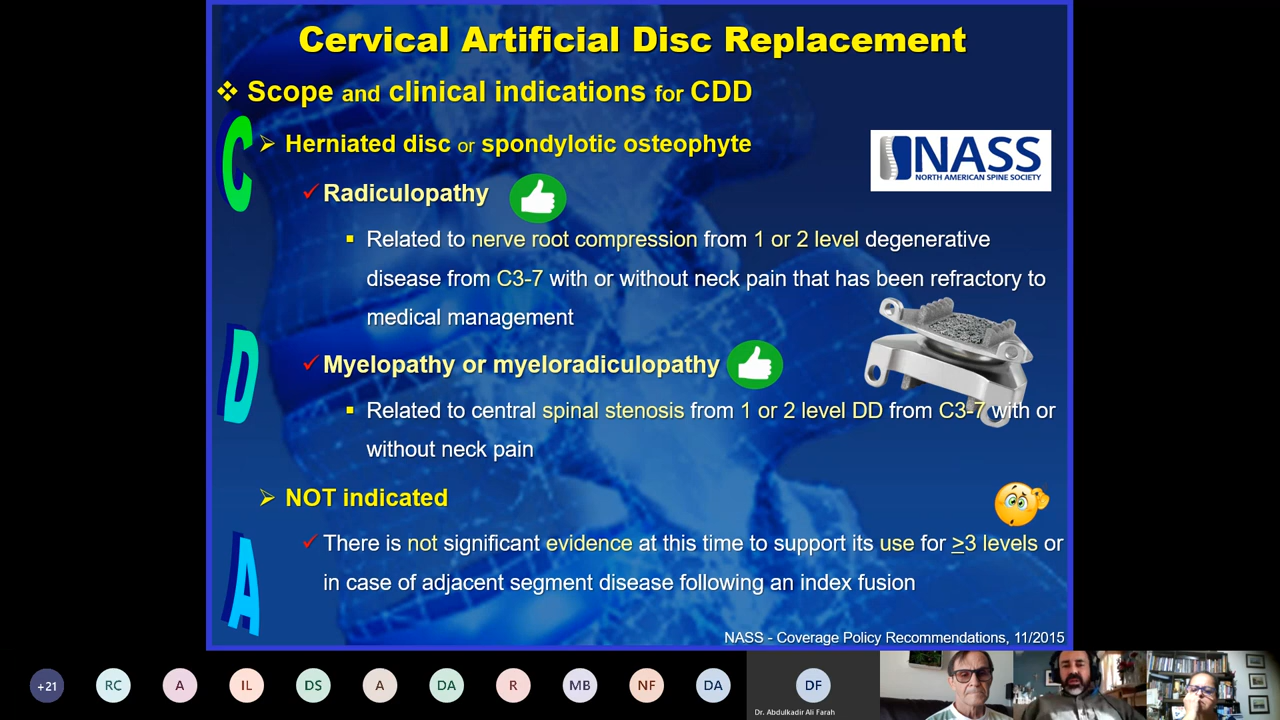 Cervical Artificial Disc Replacement
❖ Scope and clinical indications for CDD
C
➢ Herniated disc or spondylotic osteophyte
NASS
NORTH AMERICAN SPINE SOCIETY
✓ Radiculopathy
▪ Related to nerve root compression from 1 or 2 level degenerative
disease from C3-7 with or without neck pain that has been refractory to
medical management
D
✓ Myelopathy or myeloradiculopathy
▪ Related to central spinal stenosis from 1 or 2 level DD from C3-7 with or
without neck pain
➢ NOT indicated
A
✓ There is not significant evidence at this time to support its use for ≥3 levels or
in case of adjacent segment disease following an index fusion
NASS - Coverage Policy Recommendations, 11/2015
+21 RC A IL DS A DA R MB NF DA DF
Dr. Abdulkadir Ali Farah